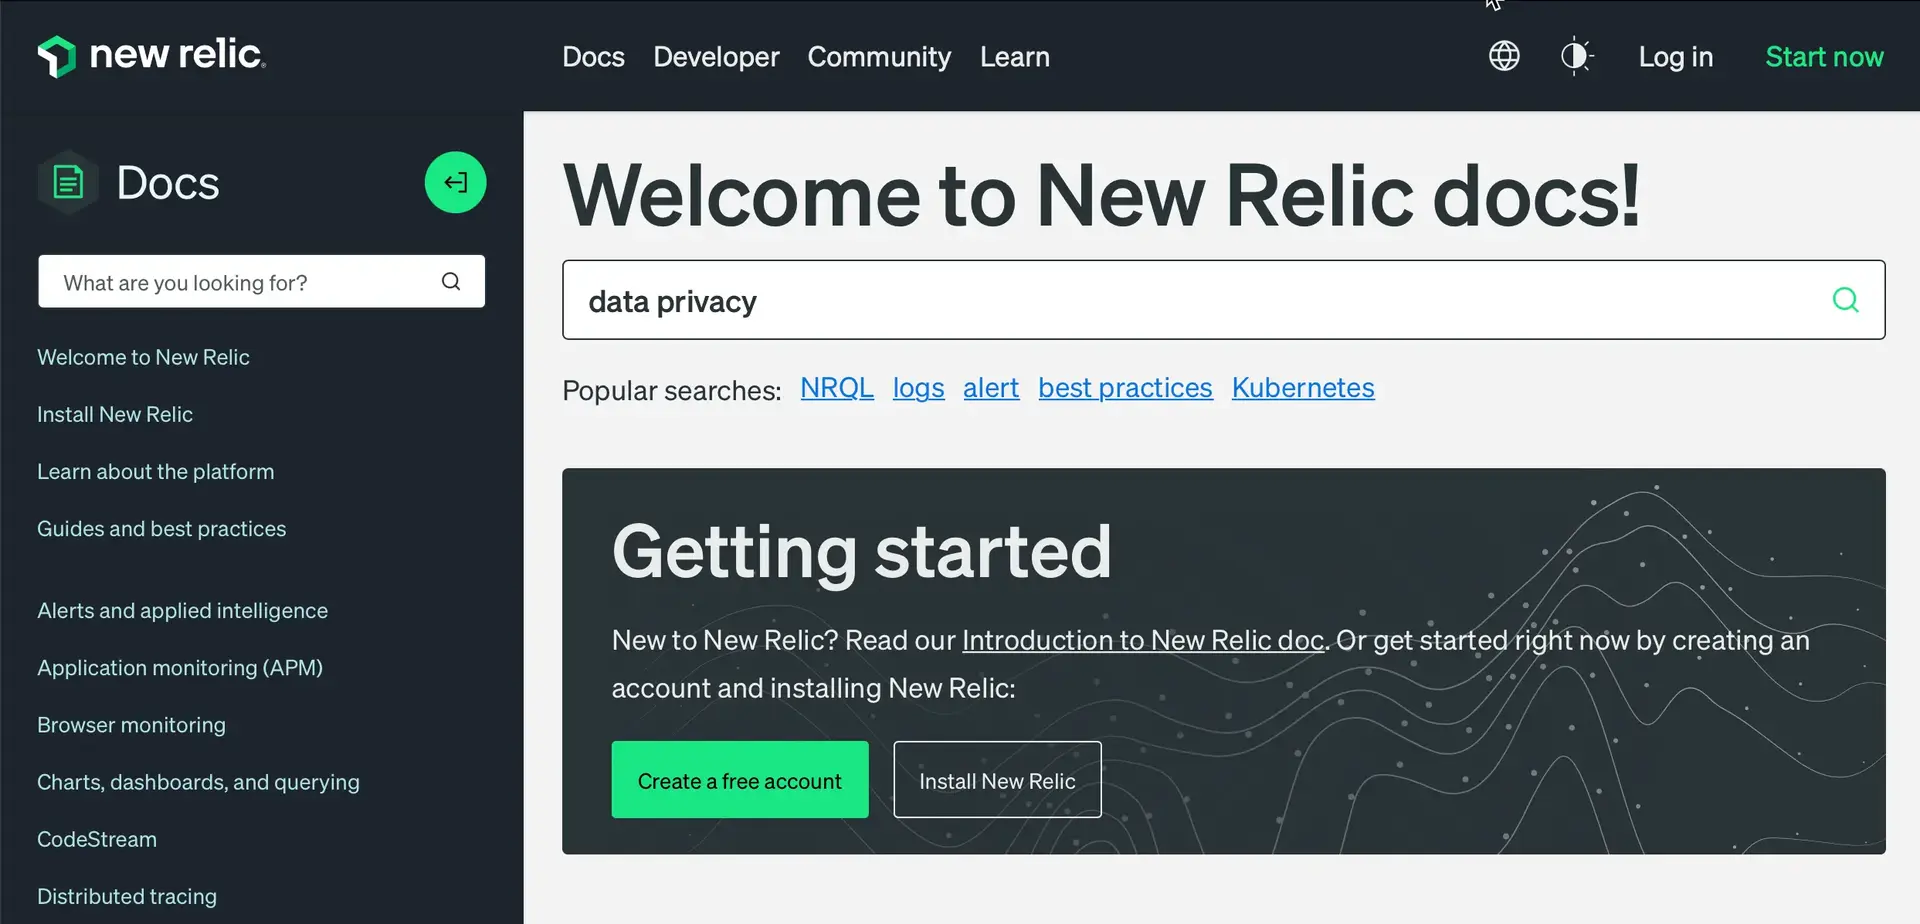 new relic.
Docs Developer Community Learn
Log in
Start now
Docs
What are you looking for?
Welcome to New Relic
Install New Relic
Learn about the platform
Guides and best practices
Alerts and applied intelligence
Application monitoring (APM)
Browser monitoring
Charts, dashboards, and querying
CodeStream
Distributed tracing
Welcome to New Relic docs!
data privacy
Popular searches: NRQL logs alert best practices Kubernetes
Getting started
New to New Relic? Read our Introduction to New Relic doc. Or get started right now by creating an
account and installing New Relic:
Create a free account
Install New Relic